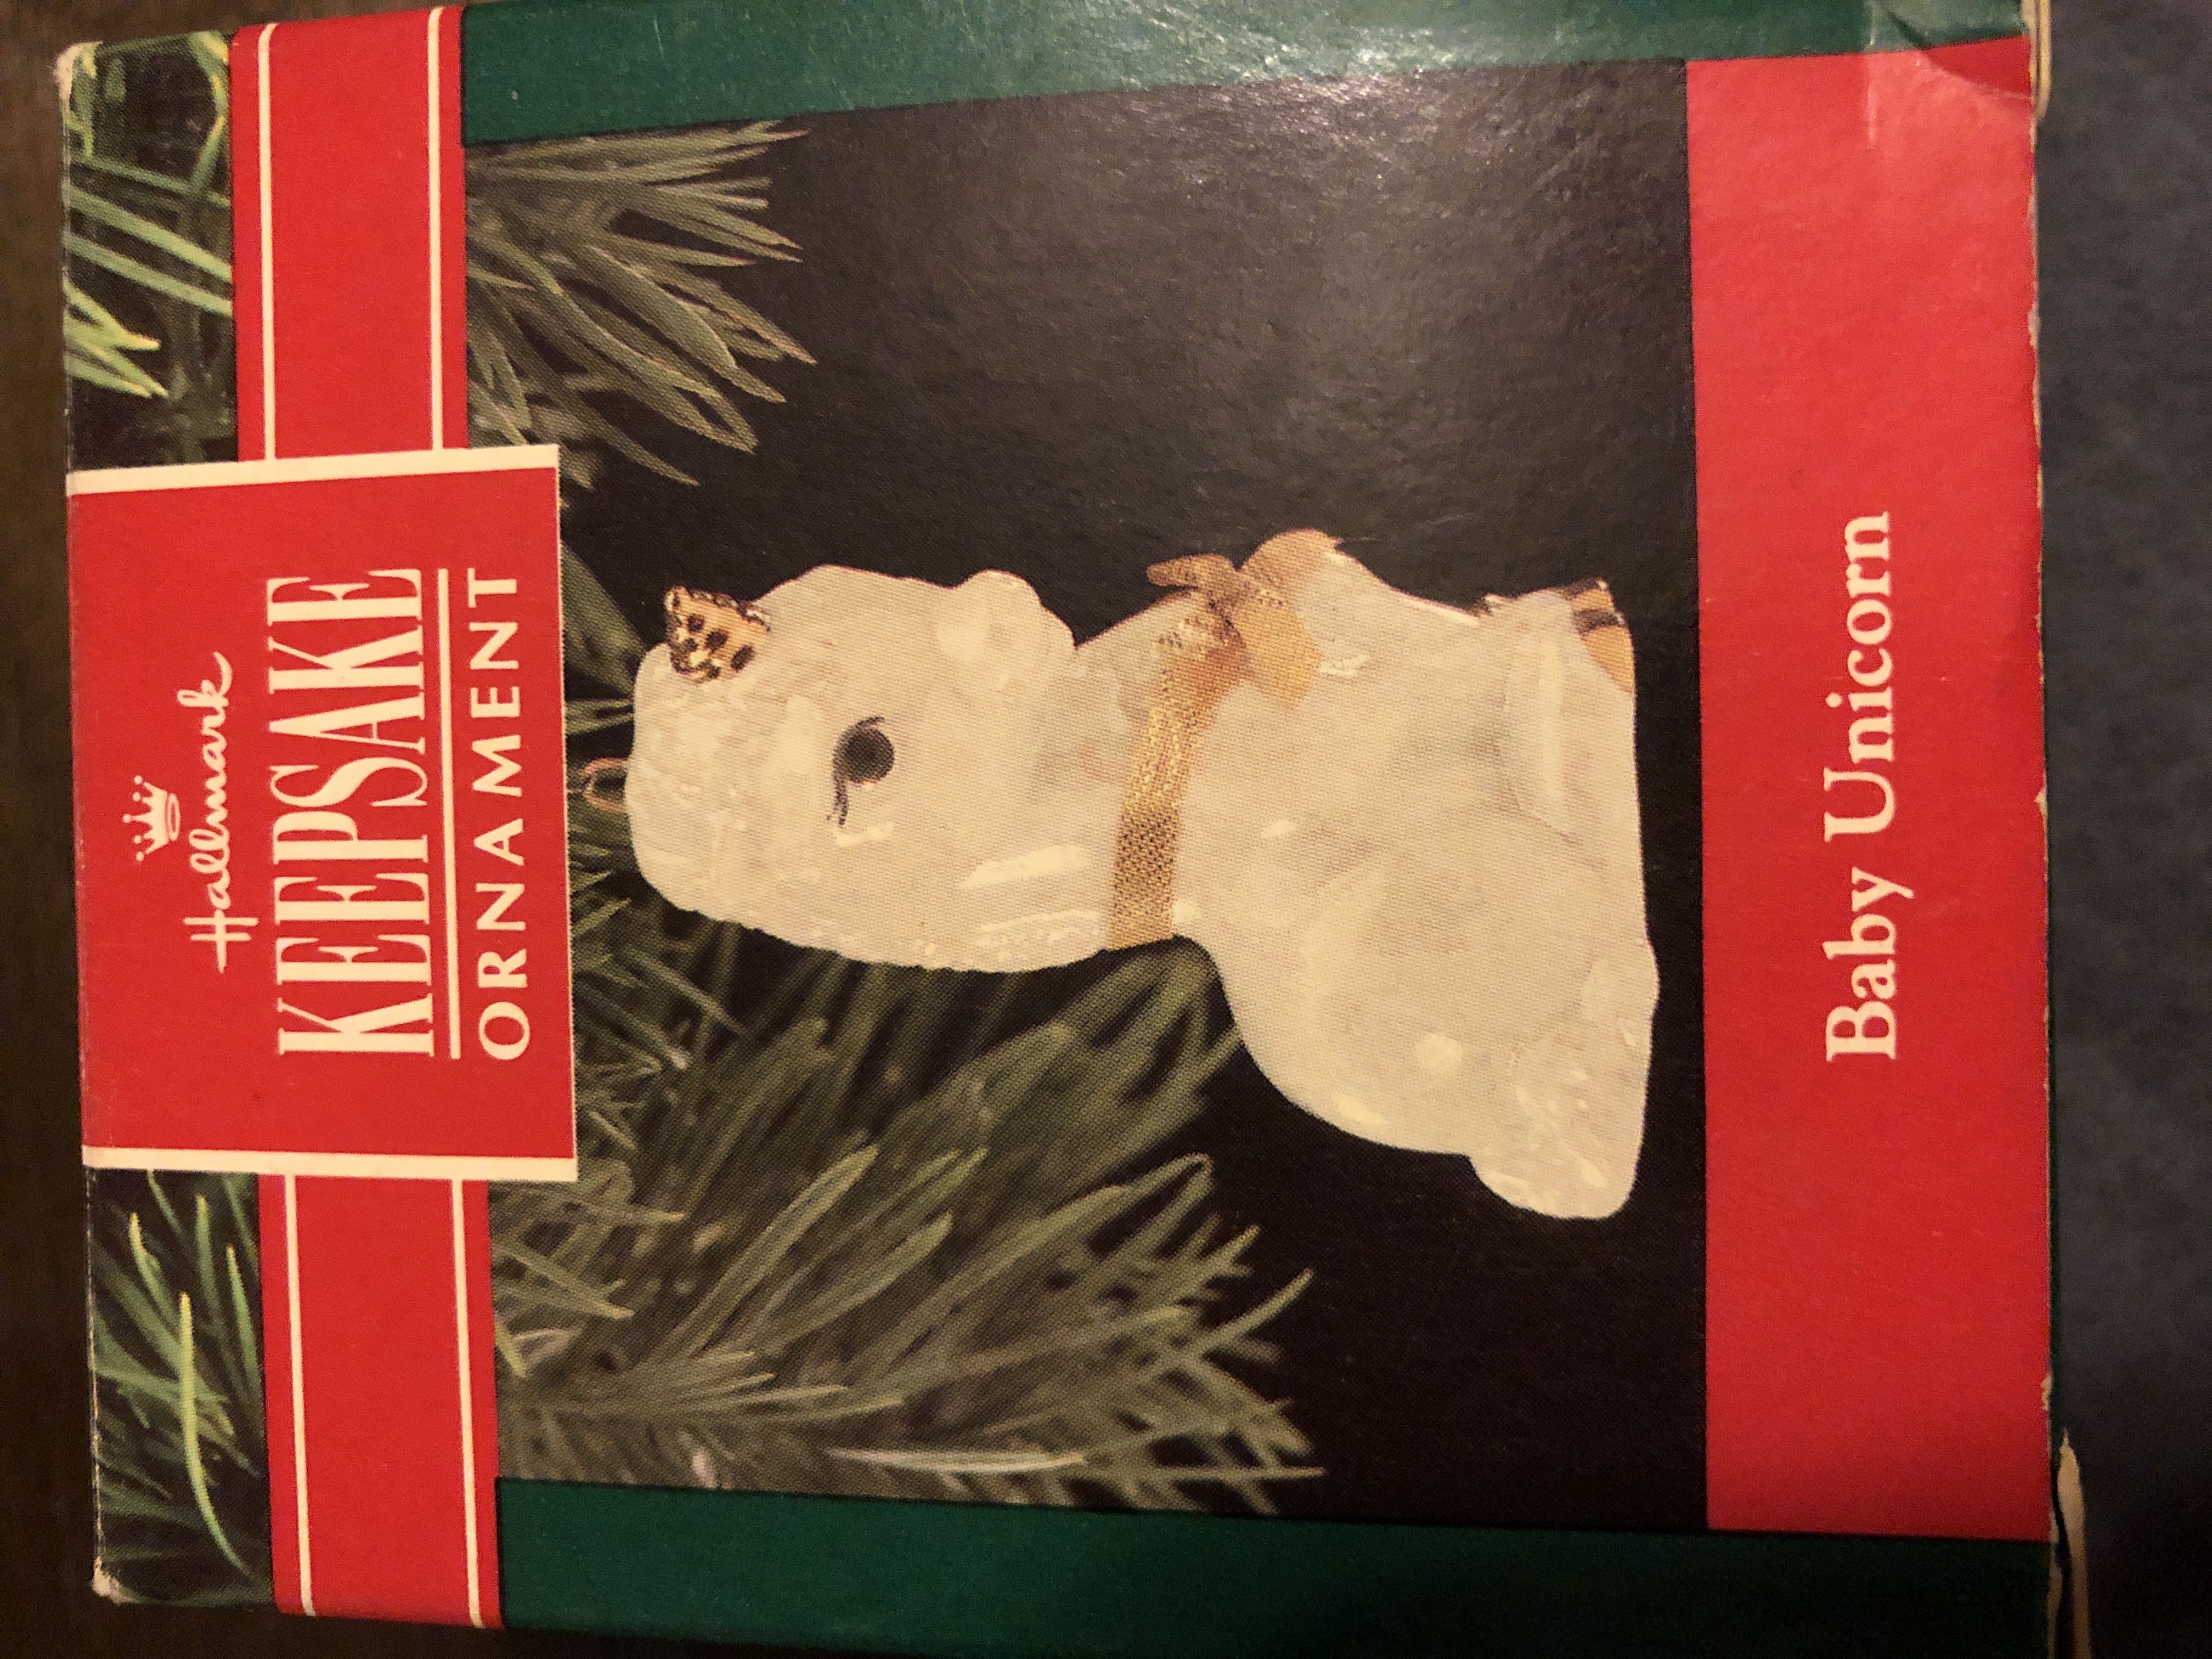 Hallmark
KEEPSAKE
ORNAMENT
Baby Unicorn